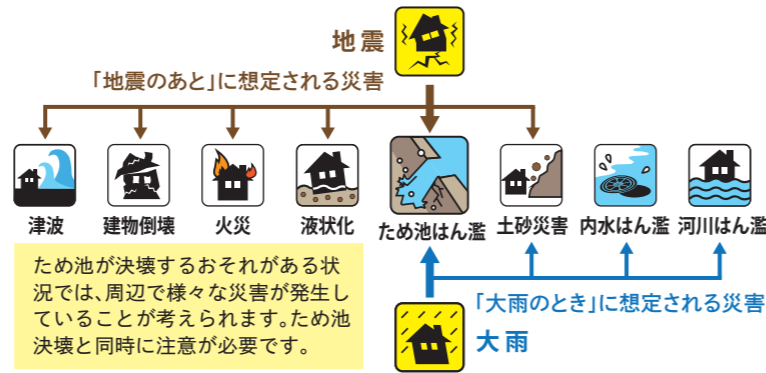 地震
「地震のあと」に想定される災害
津波
建物倒壊
火災
液状化
ため池はん濫
土砂災害
内水はん濫
河川はん濫
ため池が決壊するおそれがある状
況では、周辺で様々な災害が発生し
ていることが考えられます。ため池
決壊と同時に注意が必要です。
「大雨のとき」に想定される災害
大雨